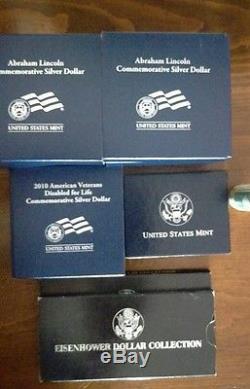 Abraham Lincoln
Commemorative Silver Dollar
UNITED STATES MINT
Abraham Lincoln
Commemorative Silver Dollar
UNITED STATES MINT
2010 American Veterans
Disabled for Life
Commemorative Silver Dollar
UNITED STATES MINT
UNITED STATES MINT
EISENHOWER DOLLAR COLLECTION